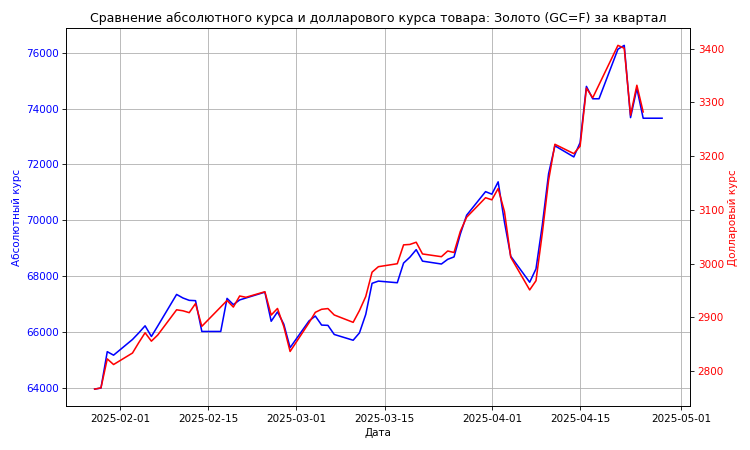 Сравнение абсолютного курса и долларового курса товара: Золото (GC=F) за квартал
76000
74000
72000
70000
68000
66000
64000
Абсолютный курс
3400
3300
3200
3100
3000
2900
2800
Долларовый курс
2025-02-01 2025-02-15 2025-03-01 2025-03-15 2025-04-01 2025-04-15 2025-05-01
Дата